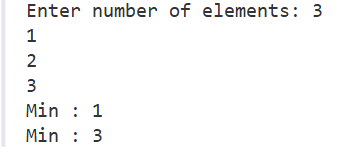 Enter number of elements: 3
1
2
3
Min : 1
Min : 3